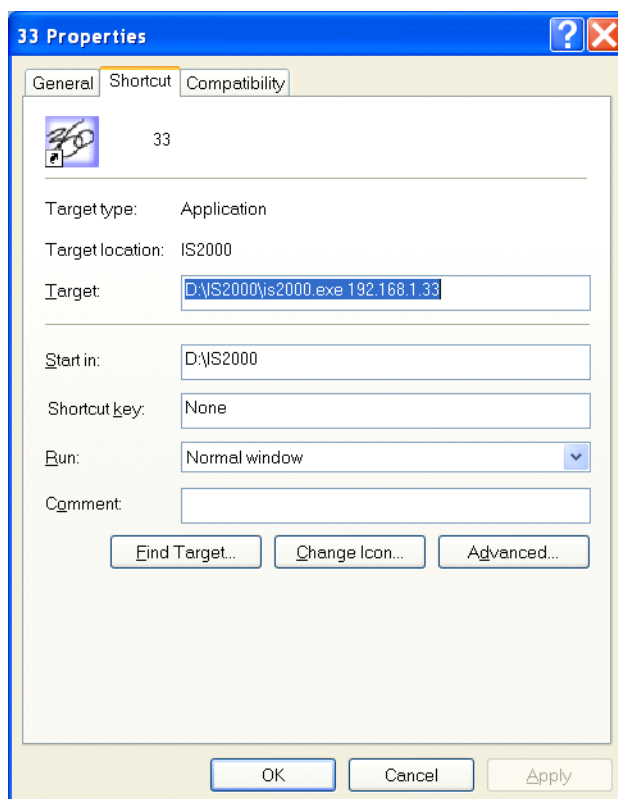 33 Properties
General Shortcut Compatibility
33
Target type: Application
Target location: IS2000
Target: D:\IS2000\is2000.exe 192.168.1.33
Start in: D:\IS2000
Shortcut key: None
Run: Normal window
Comment:
Find Target... Change Icon... Advanced...
OK Cancel Apply